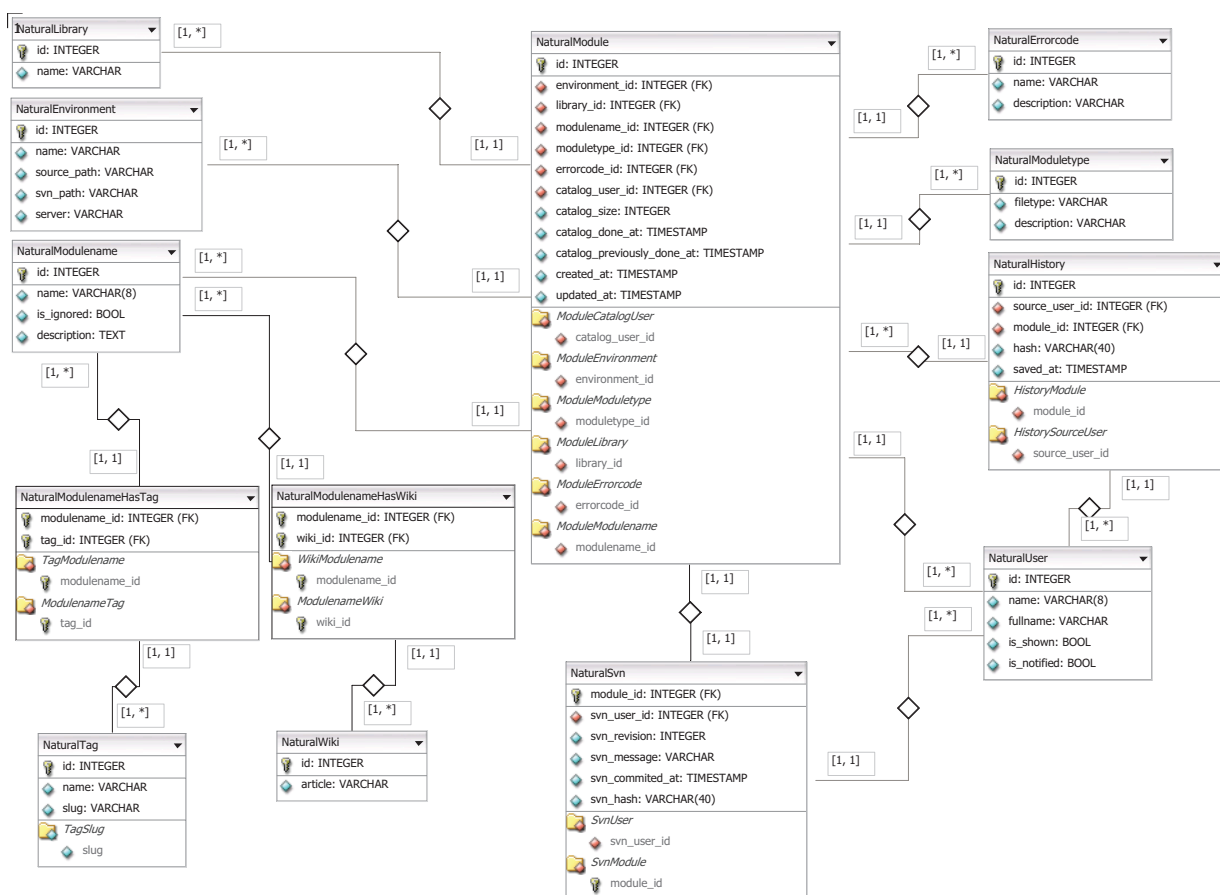 1
NaturalLibrary
id: INTEGER
name: VARCHAR
[1, *]
NaturalEnvironment
id: INTEGER
name: VARCHAR
source_path: VARCHAR
svn_path: VARCHAR
server: VARCHAR
[1, *]
[1, 1]
NaturalModulename
id: INTEGER
name: VARCHAR(8)
is_ignored: BOOL
description: TEXT
[1, *]
[1, *]
[1, 1]
[1, *]
[1, 1]
[1, 1]
[1, 1]
NaturalModulenameHasTag
modulename_id: INTEGER (FK)
tag_id: INTEGER (FK)
TagModulename
modulename_id
ModulenameTag
tag_id
[1, 1]
[1, *]
NaturalTag
id: INTEGER
name: VARCHAR
slug: VARCHAR
TagSlug
slug
NaturalModulenameHasWiki
modulename_id: INTEGER (FK)
wiki_id: INTEGER (FK)
WikiModulename
modulename_id
ModulenameWiki
wiki_id
[1, 1]
[1, *]
NaturalWiki
id: INTEGER
article: VARCHAR
NaturalModule
id: INTEGER
environment_id: INTEGER (FK)
library_id: INTEGER (FK)
modulename_id: INTEGER (FK)
moduletype_id: INTEGER (FK)
errorcode_id: INTEGER (FK)
catalog_user_id: INTEGER (FK)
catalog_size: INTEGER
catalog_done_at: TIMESTAMP
catalog_previously_done_at: TIMESTAMP
created_at: TIMESTAMP
updated_at: TIMESTAMP
ModuleCatalogUser
catalog_user_id
ModuleEnvironment
environment_id
ModuleModuletype
moduletype_id
ModuleLibrary
library_id
ModuleErrorcode
errorcode_id
ModuleModulename
modulename_id
[1, 1]
[1, 1]
NaturalSvn
module_id: INTEGER (FK)
svn_user_id: INTEGER (FK)
svn_revision: INTEGER
svn_message: VARCHAR
svn_commited_at: TIMESTAMP
svn_hash: VARCHAR(40)
SvnUser
svn_user_id
SvnModule
module_id
[1, *]
[1, 1]
NaturalErrorcode
id: INTEGER
name: VARCHAR
description: VARCHAR
[1, *]
[1, 1]
NaturalModuletype
id: INTEGER
filetype: VARCHAR
description: VARCHAR
[1, *]
[1, 1]
NaturalHistory
id: INTEGER
source_user_id: INTEGER (FK)
module_id: INTEGER (FK)
hash: VARCHAR(40)
saved_at: TIMESTAMP
HistoryModule
module_id
HistorySourceUser
source_user_id
[1, 1]
[1, 1]
[1, *]
[1, *]
[1, *]
NaturalUser
id: INTEGER
name: VARCHAR(8)
fullname: VARCHAR
is_shown: BOOL
is_notified: BOOL
[1, 1]